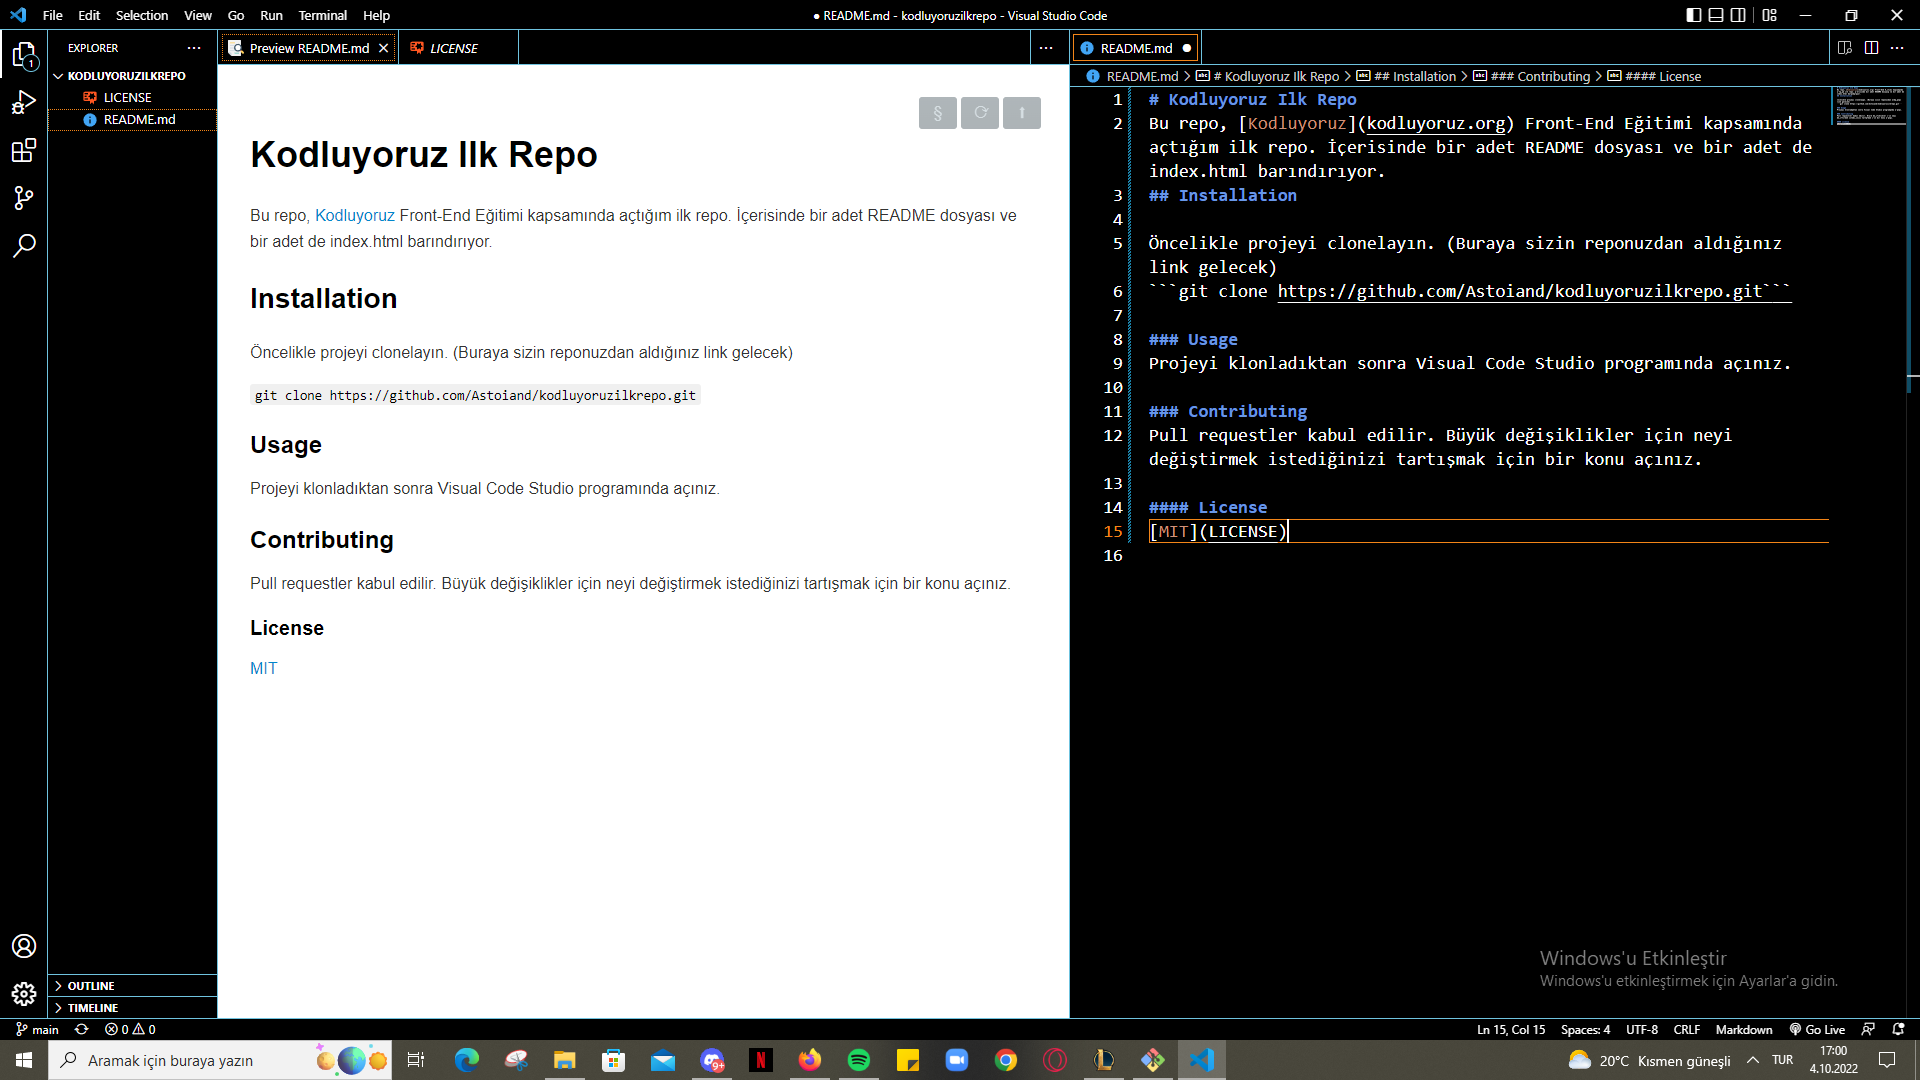 File Edit Selection View Go Run Terminal Help
● README.md - kodluyoruzilkrepo - Visual Studio Code
EXPLORER
KODLUYORUZILKREPO
LICENSE
README.md
1
OUTLINE
TIMELINE
Preview README.md
LICENSE
Kodluyoruz Ilk Repo
Bu repo, Kodluyoruz Front-End Eğitimi kapsamında açtığım ilk repo. İçerisinde bir adet README dosyası ve
bir adet de index.html barındırıyor.
Installation
Öncelikle projeyi clonelayın. (Buraya sizin reponuzdan aldığınız link gelecek)
git clone https://github.com/Astoiand/kodluyoruzilkrepo.git
Usage
Projeyi klonladıktan sonra Visual Code Studio programında açınız.
Contributing
Pull requestler kabul edilir. Büyük değişiklikler için neyi değiştirmek istediğinizi tartışmak için bir konu açınız.
License
MIT
README.md
README.md > # Kodluyoruz Ilk Repo > ## Installation > ### Contributing > #### License
1 # Kodluyoruz Ilk Repo
2 Bu repo, [Kodluyoruz](kodluyoruz.org) Front-End Eğitimi kapsamında
açtığım ilk repo. İçerisinde bir adet README dosyası ve bir adet de
index.html barındırıyor.
3 ## Installation
4
5 Öncelikle projeyi clonelayın. (Buraya sizin reponuzdan aldığınız
link gelecek)
6 ```git clone https://github.com/Astoiand/kodluyoruzilkrepo.git```
7
8 ### Usage
9 Projeyi klonladıktan sonra Visual Code Studio programında açınız.
10
11 ### Contributing
12 Pull requestler kabul edilir. Büyük değişiklikler için neyi
değiştirmek istediğinizi tartışmak için bir konu açınız.
13
14 #### License
15 [MIT](LICENSE)
16
Windows'u Etkinleştir
Windows'u etkinleştirmek için Ayarlar'a gidin.
main 0 0
Ln 15, Col 15 Spaces: 4 UTF-8 CRLF Markdown Go Live
Aramak için buraya yazın
9+
20°C Kısmen güneşli
TUR
17:00
4.10.2022